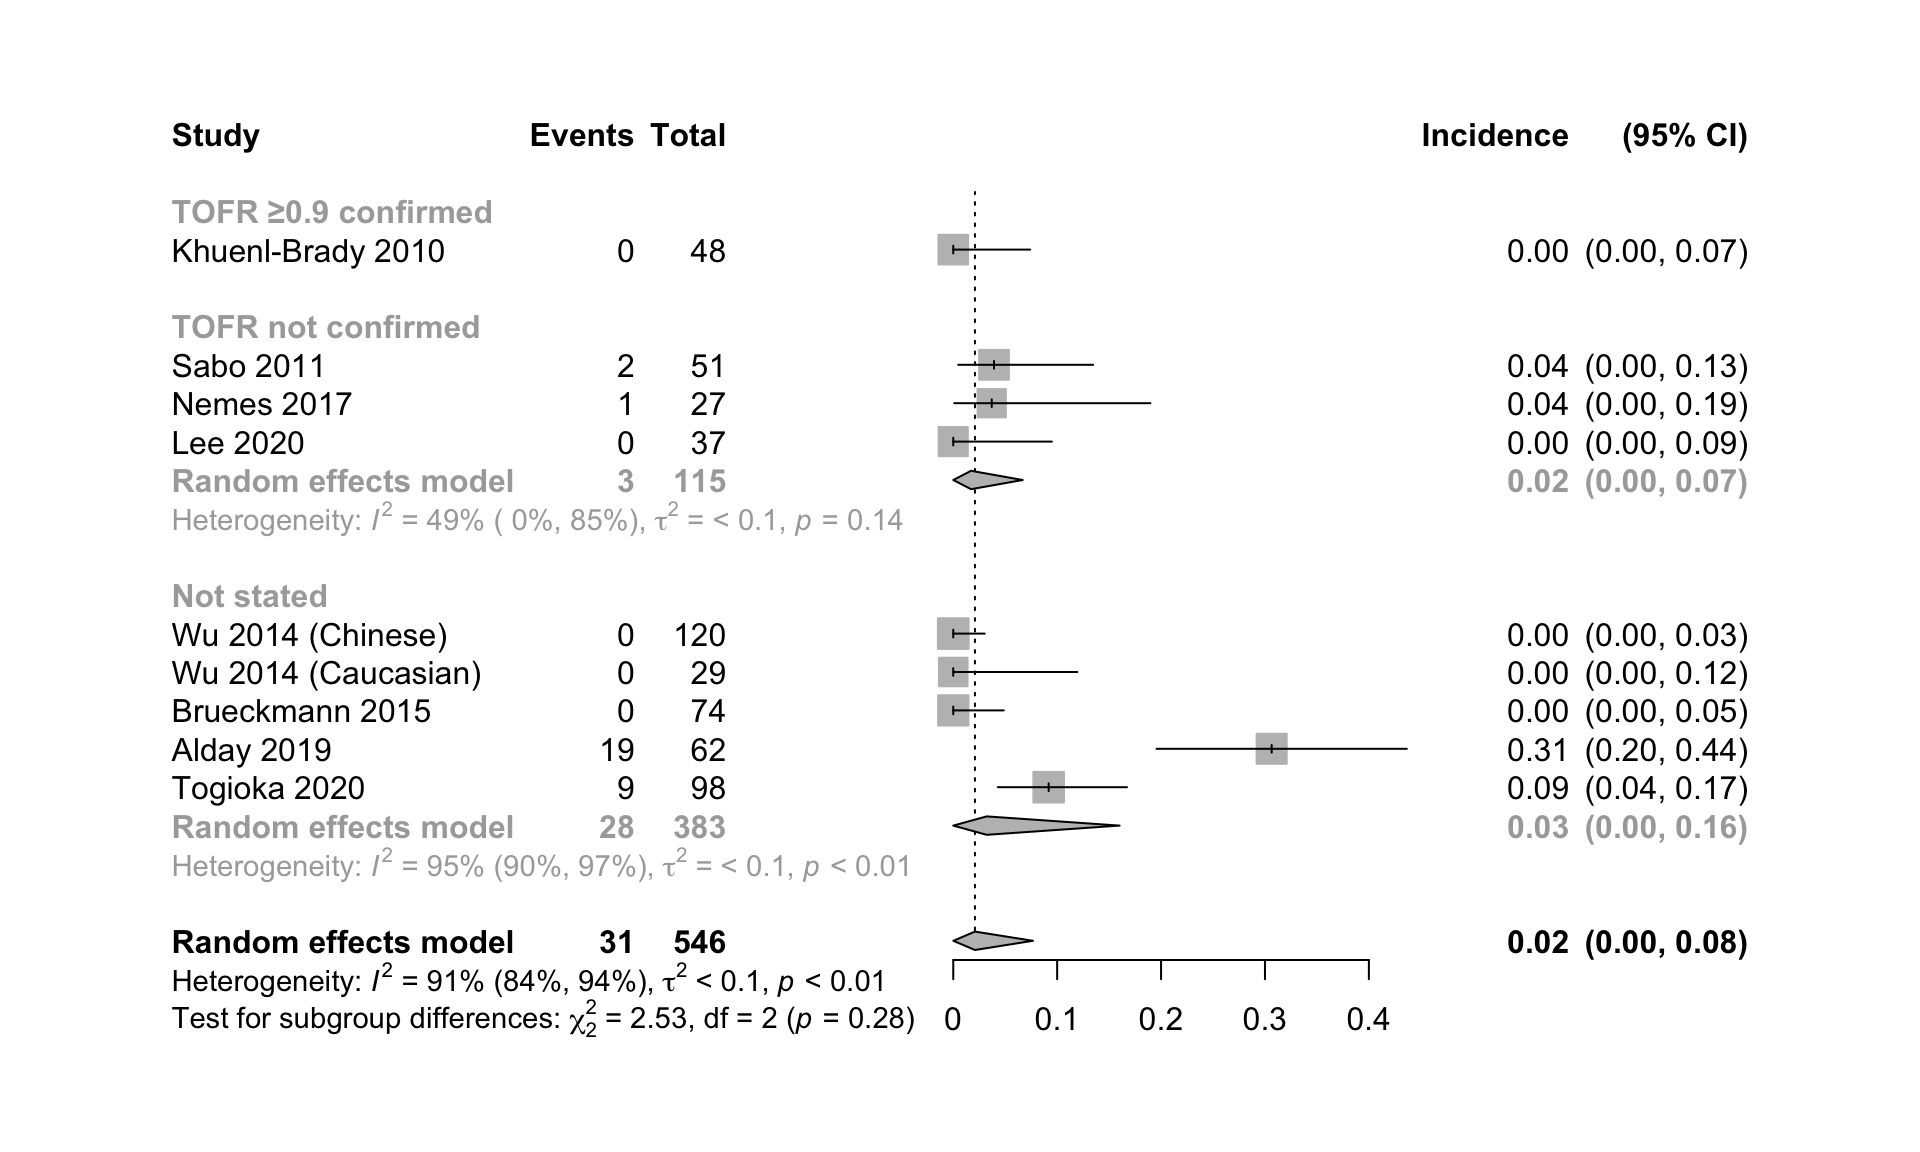 Study Events Total Incidence (95% CI)
TOFR ≥0.9 confirmed
Khuenl-Brady 2010 0 48 0.00 (0.00, 0.07)
TOFR not confirmed
Sabo 2011 2 51 0.04 (0.00, 0.13)
Nemes 2017 1 27 0.04 (0.00, 0.19)
Lee 2020 0 37 0.00 (0.00, 0.09)
Random effects model 3 115 0.02 (0.00, 0.07)
Heterogeneity: I² = 49% ( 0%, 85%), τ² = < 0.1, p = 0.14
Not stated
Wu 2014 (Chinese) 0 120 0.00 (0.00, 0.03)
Wu 2014 (Caucasian) 0 29 0.00 (0.00, 0.12)
Brueckmann 2015 0 74 0.00 (0.00, 0.05)
Alday 2019 19 62 0.31 (0.20, 0.44)
Togioka 2020 9 98 0.09 (0.04, 0.17)
Random effects model 28 383 0.03 (0.00, 0.16)
Heterogeneity: I² = 95% (90%, 97%), τ² = < 0.1, p < 0.01
Random effects model 31 546 0.02 (0.00, 0.08)
Heterogeneity: I² = 91% (84%, 94%), τ² < 0.1, p < 0.01
Test for subgroup differences: χ²₂ = 2.53, df = 2 (p = 0.28) 0 0.1 0.2 0.3 0.4